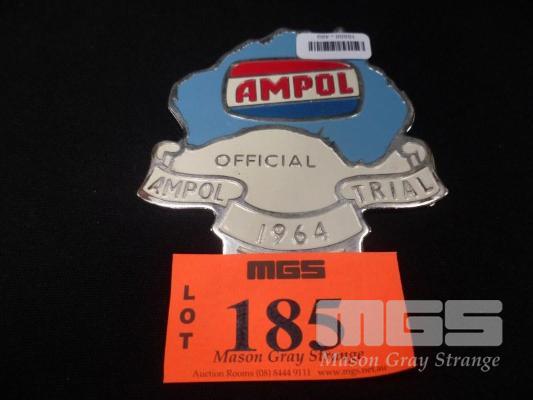 AMPOL
OFFICIAL
AMPOL TRIAL
1964
MGS
LOT
185
Mason Gray Strange
Auction Rooms (08) 8444 9111 www.mgs.net.au
MGS
Mason Gray Strange